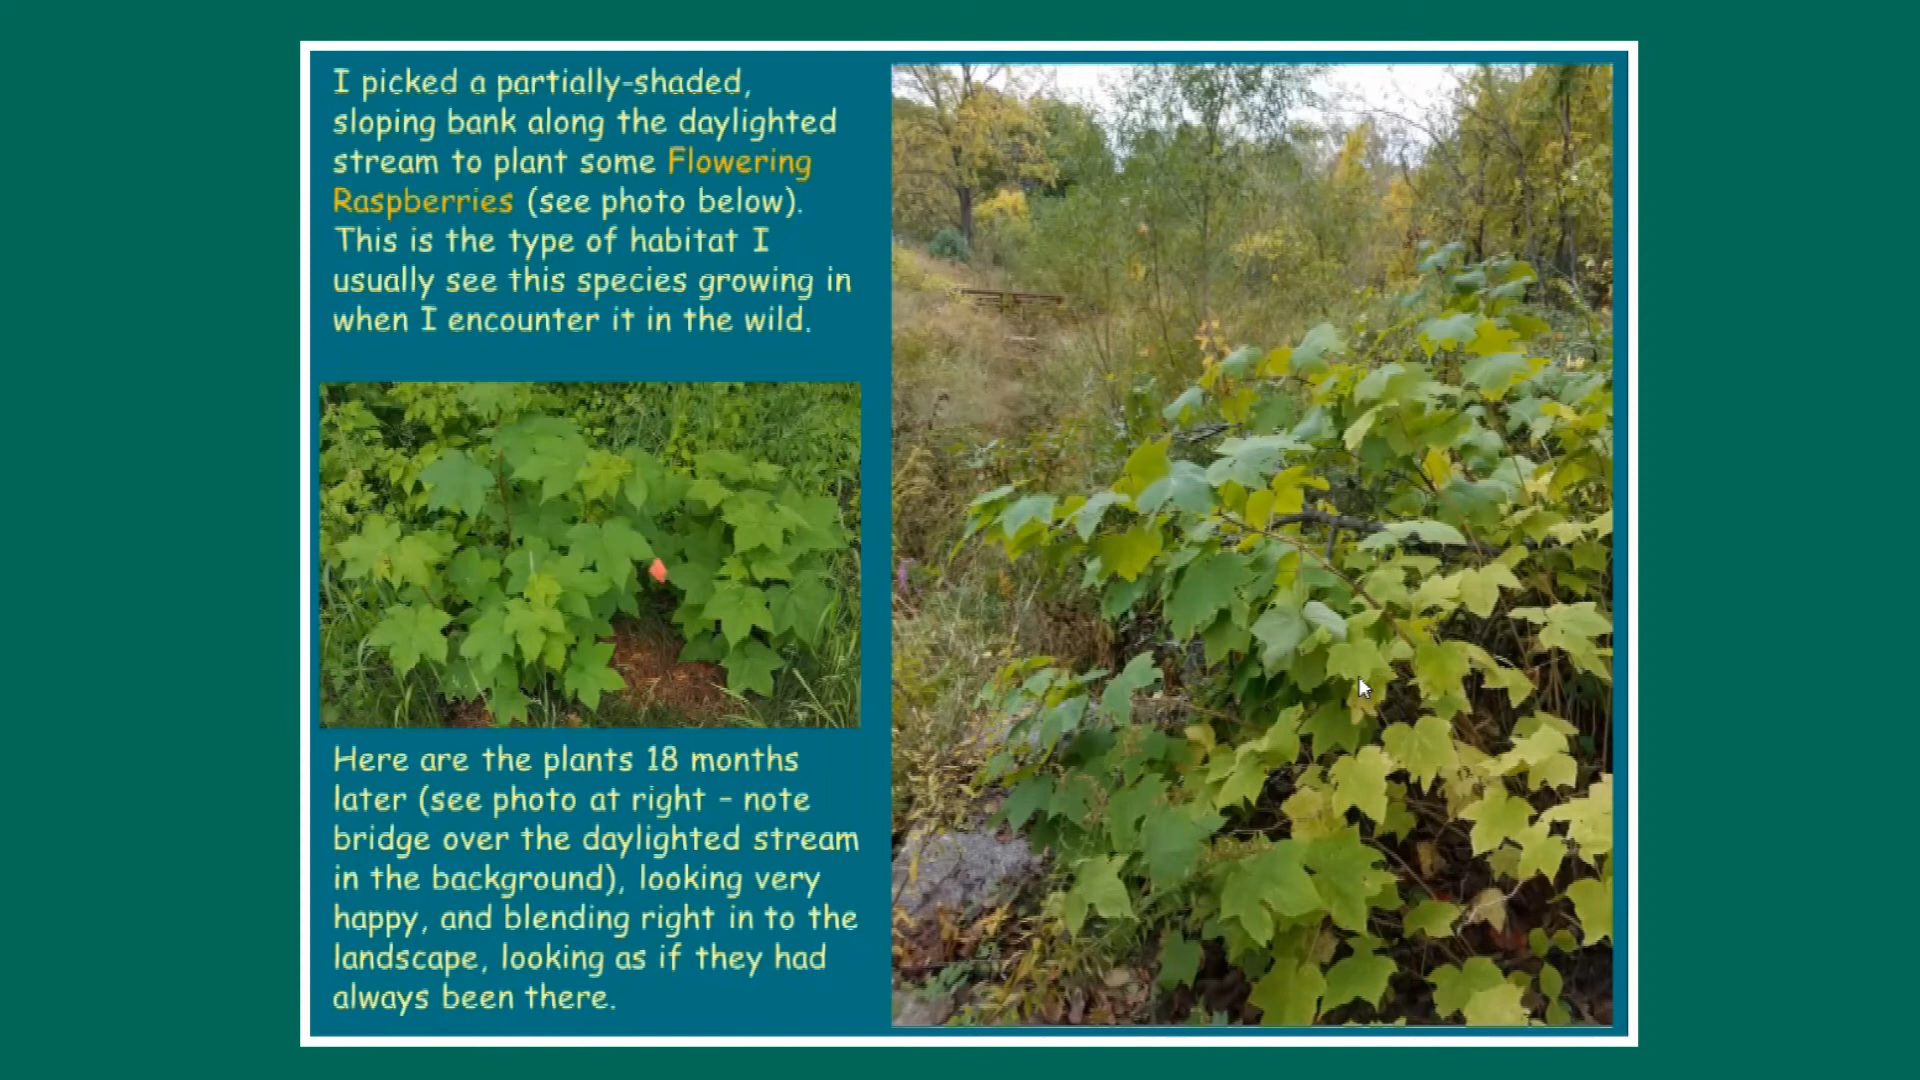 I picked a partially-shaded,
sloping bank along the daylighted
stream to plant some Flowering
Raspberries (see photo below).
This is the type of habitat I
usually see this species growing in
when I encounter it in the wild.
Here are the plants 18 months
later (see photo at right – note
bridge over the daylighted stream
in the background), looking very
happy, and blending right in to the
landscape, looking as if they had
always been there.